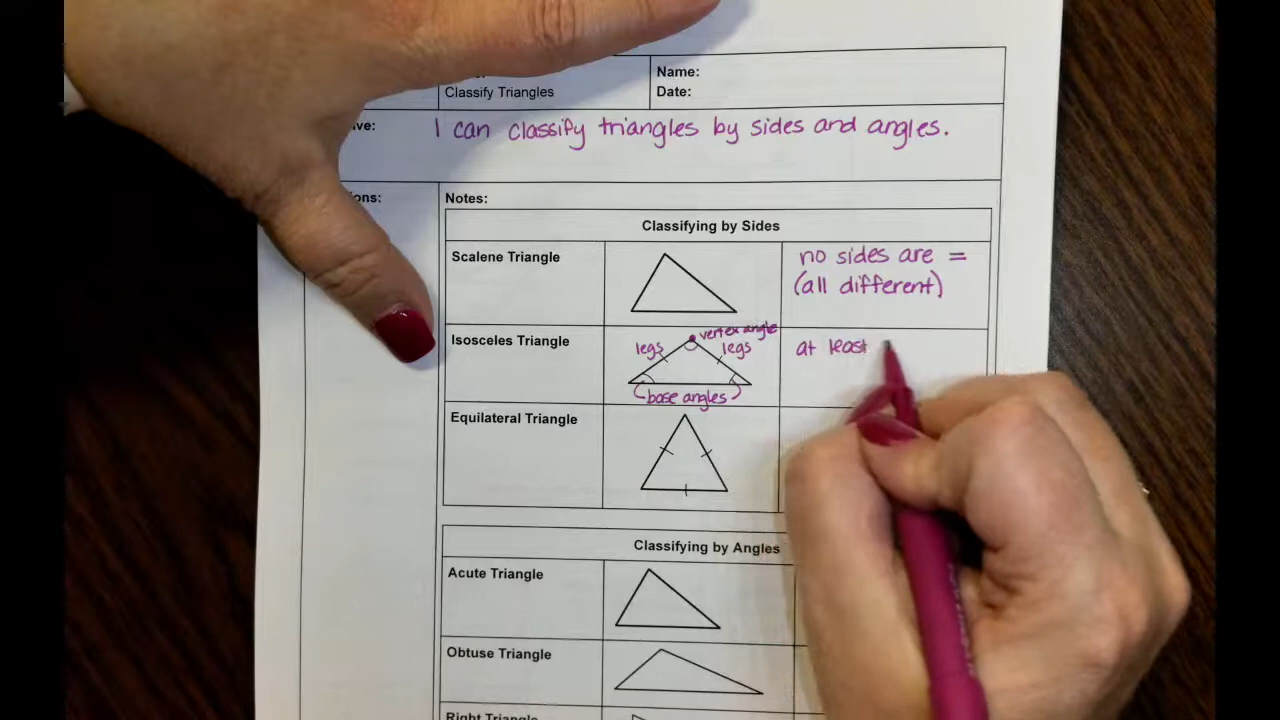 Classify Triangles
Name:
Date:
I can classify triangles by sides and angles.
Notes:
Classifying by Sides
Scalene Triangle
no sides are =
(all different)
Isosceles Triangle
vertex angle
legs
legs
base angles
at least
Equilateral Triangle
Classifying by Angles
Acute Triangle
Obtuse Triangle
Right Triangle